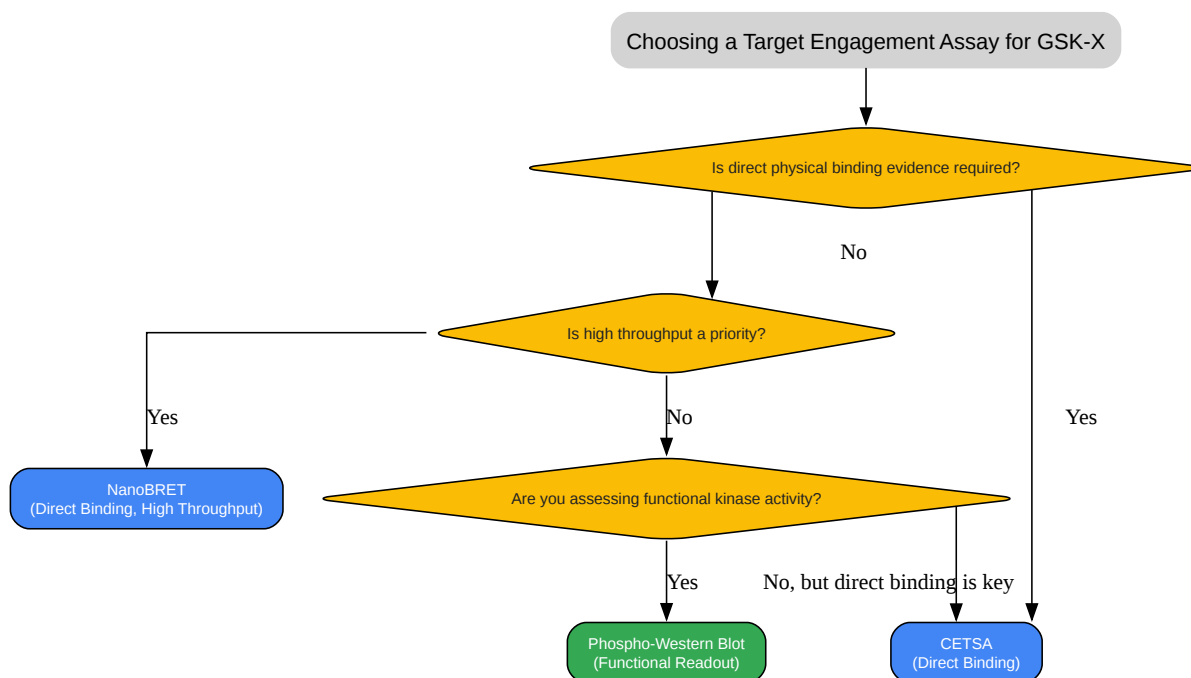 Choosing a Target Engagement Assay for GSK-X
Is direct physical binding evidence required?
No
Is high throughput a priority?
Yes
No
Yes
NanoBRET
(Direct Binding, High Throughput)
Are you assessing functional kinase activity?
Yes
No, but direct binding is key
Phospho-Western Blot
(Functional Readout)
CETSA
(Direct Binding)